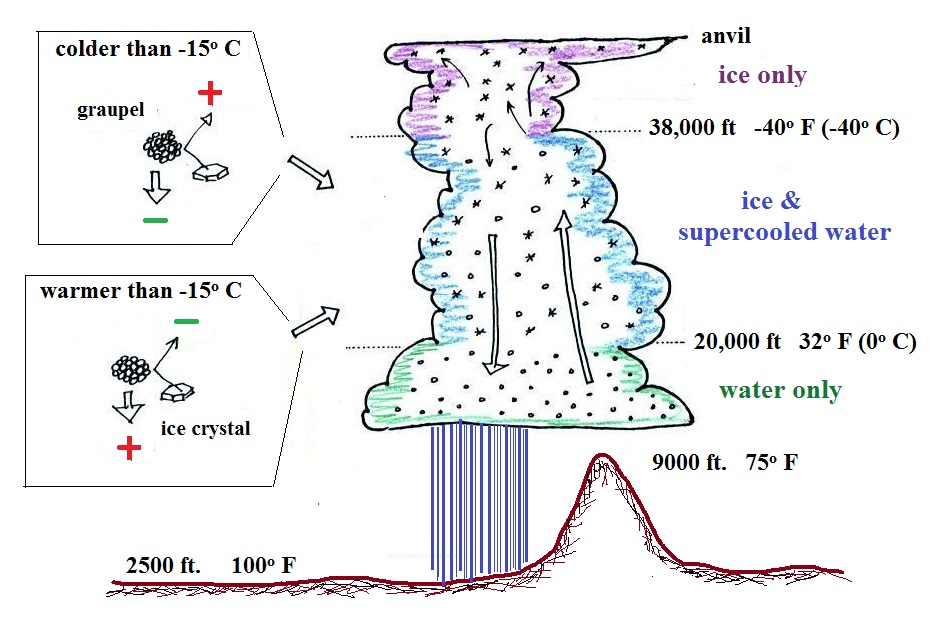 colder than -15° C
+
graupel
−
warmer than -15° C
−
ice crystal
+
anvil
ice only
38,000 ft -40° F (-40° C)
ice &
supercooled water
20,000 ft 32° F (0° C)
water only
9000 ft. 75° F
2500 ft. 100° F